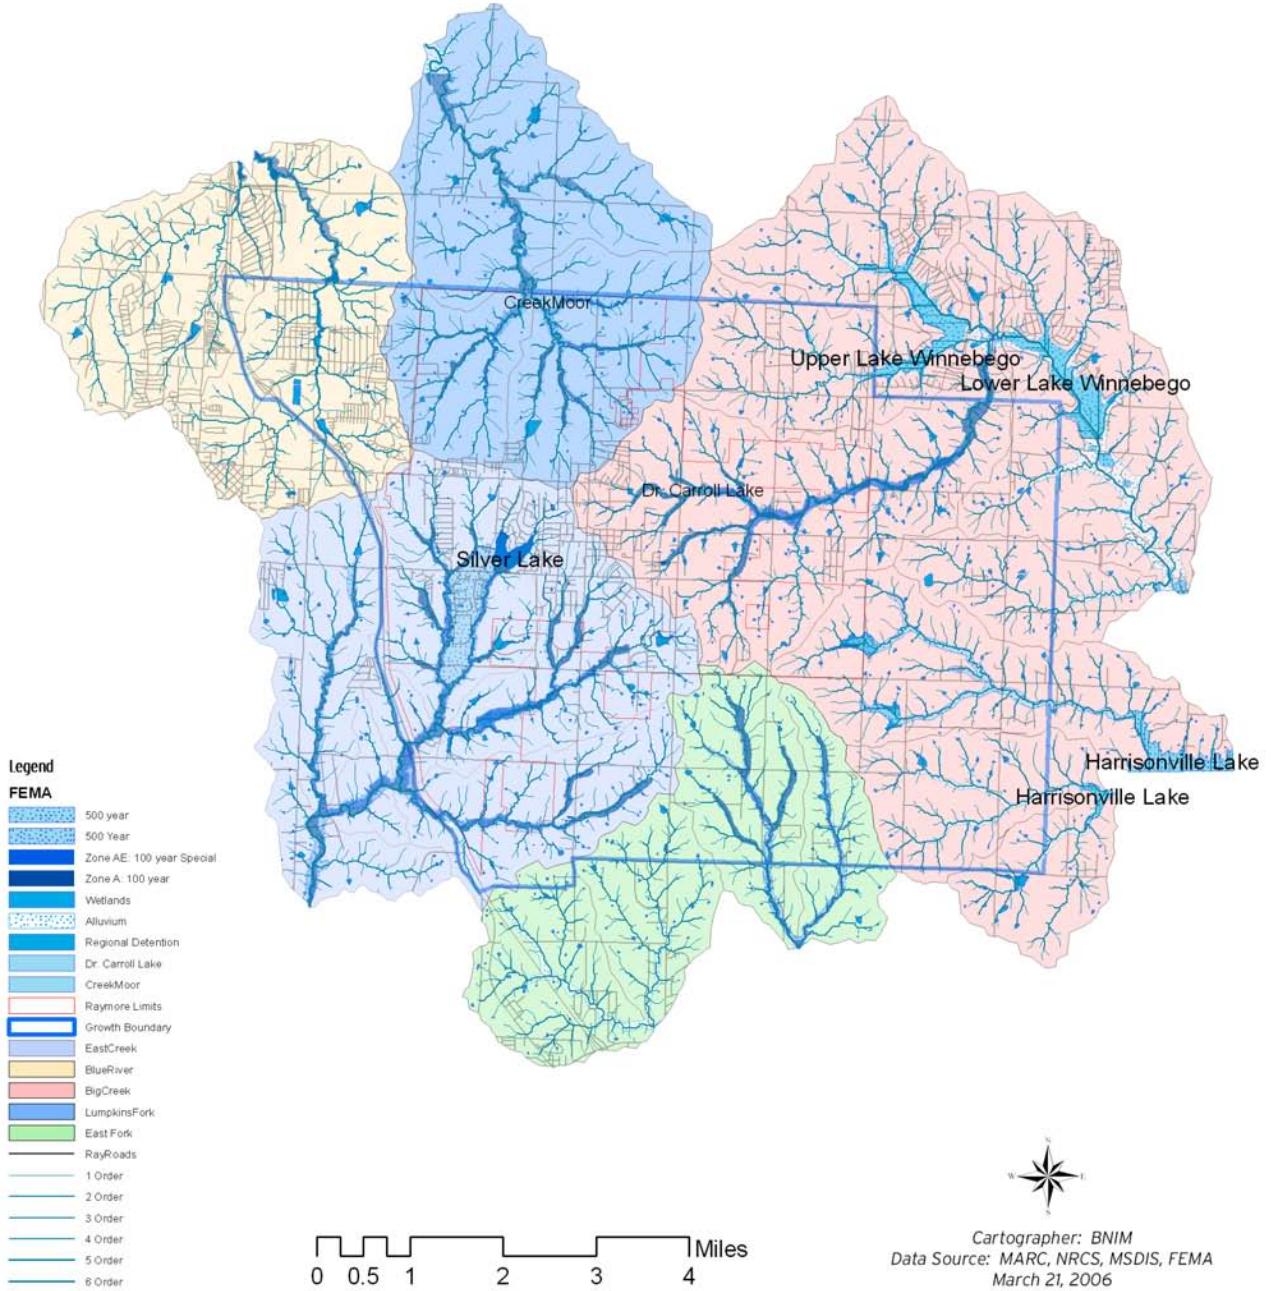 CreekMoor
Upper Lake Winnebego
Lower Lake Winnebego
Dr. Carroll Lake
Silver Lake
Harrisonville Lake
Harrisonville Lake
Legend
FEMA
500 year
500 Year
Zone AE: 100 year Special
Zone A: 100 year
Wetlands
Alluvium
Regional Detention
Dr. Carroll Lake
CreekMoor
Raymore Limits
Growth Boundary
EastCreek
BlueRiver
BigCreek
LumpkinsFork
East Fork
RayRoads
1 Order
2 Order
3 Order
4 Order
5 Order
6 Order
N
W E
S
Miles
0 0.5 1 2 3 4
Cartographer: BNIM
Data Source: MARC, NRCS, MSDIS, FEMA
March 21, 2006